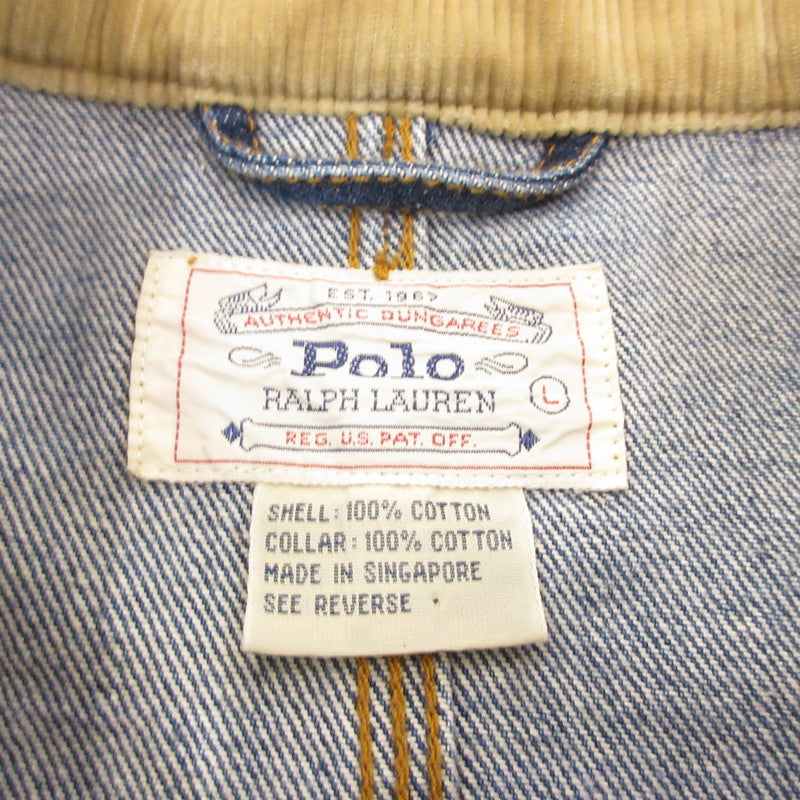 EST. 1967
AUTHENTIC DUNGAREES
Polo
RALPH LAUREN L
REG. U.S. PAT. OFF.
SHELL: 100% COTTON
COLLAR: 100% COTTON
MADE IN SINGAPORE
SEE REVERSE